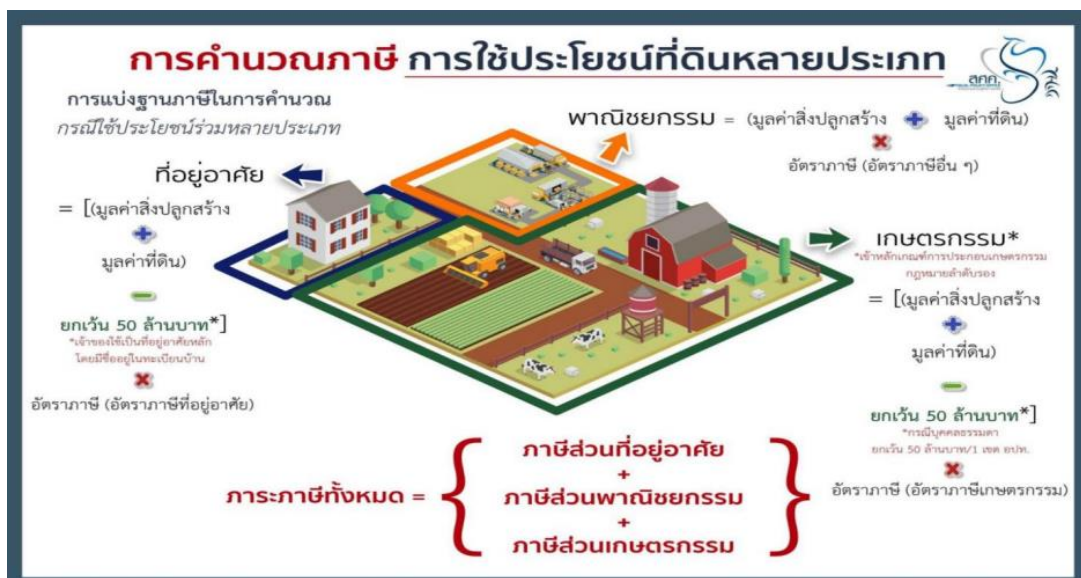 การคำนวณภาษี การใช้ประโยชน์ที่ดินหลายประเภท
สศค.
การแบ่งฐานภาษีในการคำนวณ
กรณีใช้ประโยชน์ร่วมหลายประเภท
พาณิชยกรรม = (มูลค่าสิ่งปลูกสร้าง + มูลค่าที่ดิน)
×
อัตราภาษี (อัตราภาษีอื่น ๆ)
ที่อยู่อาศัย
= [(มูลค่าสิ่งปลูกสร้าง
+
มูลค่าที่ดิน)
-
ยกเว้น 50 ล้านบาท*]
*เจ้าของใช้เป็นที่อยู่อาศัยหลัก
โดยมีชื่ออยู่ในทะเบียนบ้าน
×
อัตราภาษี (อัตราภาษีที่อยู่อาศัย)
เกษตรกรรม*
*เข้าหลักเกณฑ์การประกอบเกษตรกรรม
กฎหมายลำดับรอง
= [(มูลค่าสิ่งปลูกสร้าง
+
มูลค่าที่ดิน)
-
ยกเว้น 50 ล้านบาท*]
*กรณีบุคคลธรรมดา
ยกเว้น 50 ล้านบาท/1 เขต อปท.
×
อัตราภาษี (อัตราภาษีเกษตรกรรม)
ภาระภาษีทั้งหมด = { ภาษีส่วนที่อยู่อาศัย
+
ภาษีส่วนพาณิชยกรรม
+
ภาษีส่วนเกษตรกรรม }